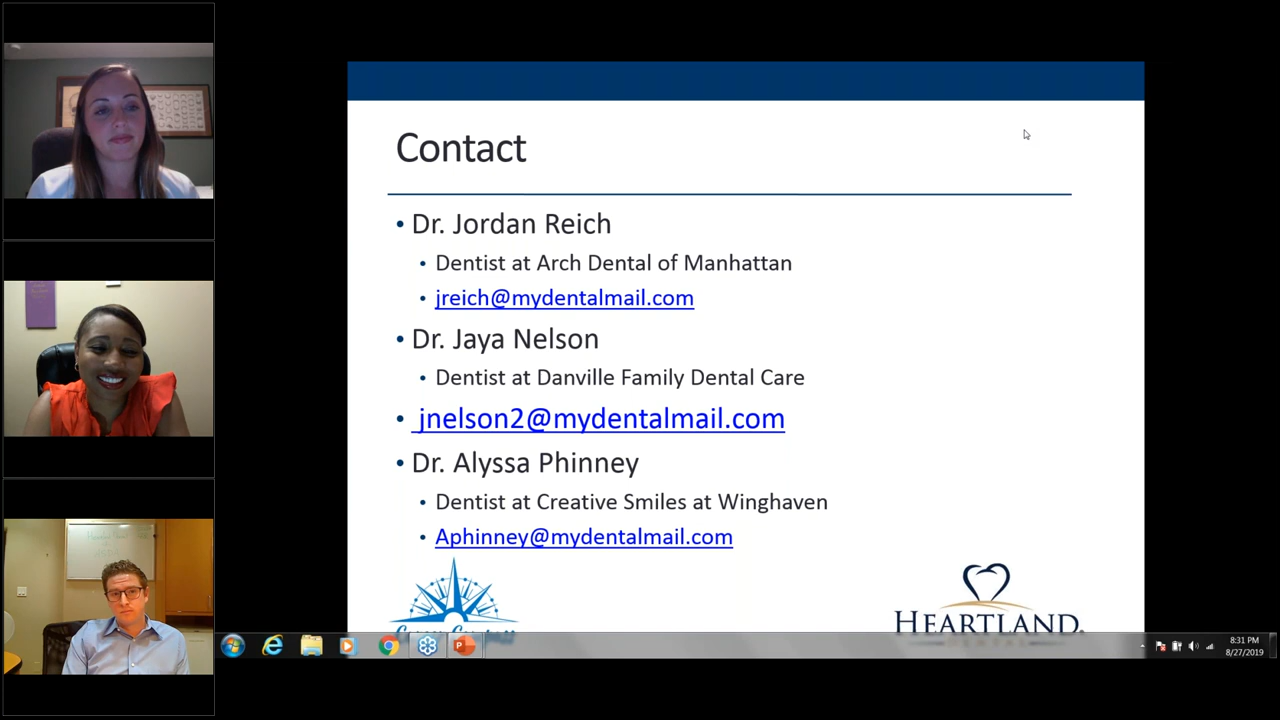 Contact
• Dr. Jordan Reich
• Dentist at Arch Dental of Manhattan
• jreich@mydentalmail.com
• Dr. Jaya Nelson
• Dentist at Danville Family Dental Care
• jnelson2@mydentalmail.com
• Dr. Alyssa Phinney
• Dentist at Creative Smiles at Winghaven
• Aphinney@mydentalmail.com
HEARTLAND
8:31 PM
8/27/2019